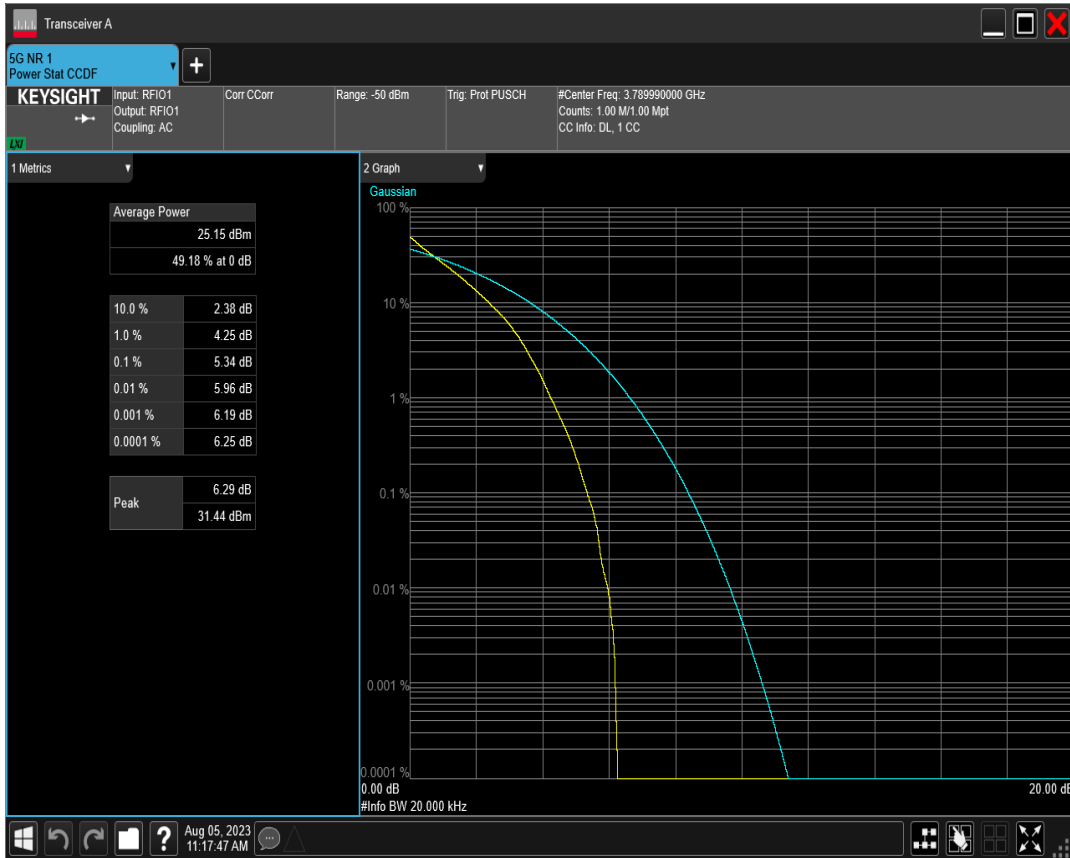 Transceiver A
5G NR 1
Power Stat CCDF
KEYSIGHT
LXI
Input: RFIO1
Output: RFIO1
Coupling: AC
Corr CCorr
Range: -50 dBm
Trig: Prot PUSCH
#Center Freq: 3.789990000 GHz
Counts: 1.00 M/1.00 Mpt
CC Info: DL, 1 CC
1 Metrics
Average Power
25.15 dBm
49.18 % at 0 dB
10.0 % 2.38 dB
1.0 % 4.25 dB
0.1 % 5.34 dB
0.01 % 5.96 dB
0.001 % 6.19 dB
0.0001 % 6.25 dB
Peak
6.29 dB
31.44 dBm
2 Graph
Gaussian
100 %
10 %
1 %
0.1 %
0.01 %
0.001 %
0.0001 %
0.00 dB 20.00 dB
#Info BW 20.000 kHz
? Aug 05, 2023
11:17:47 AM